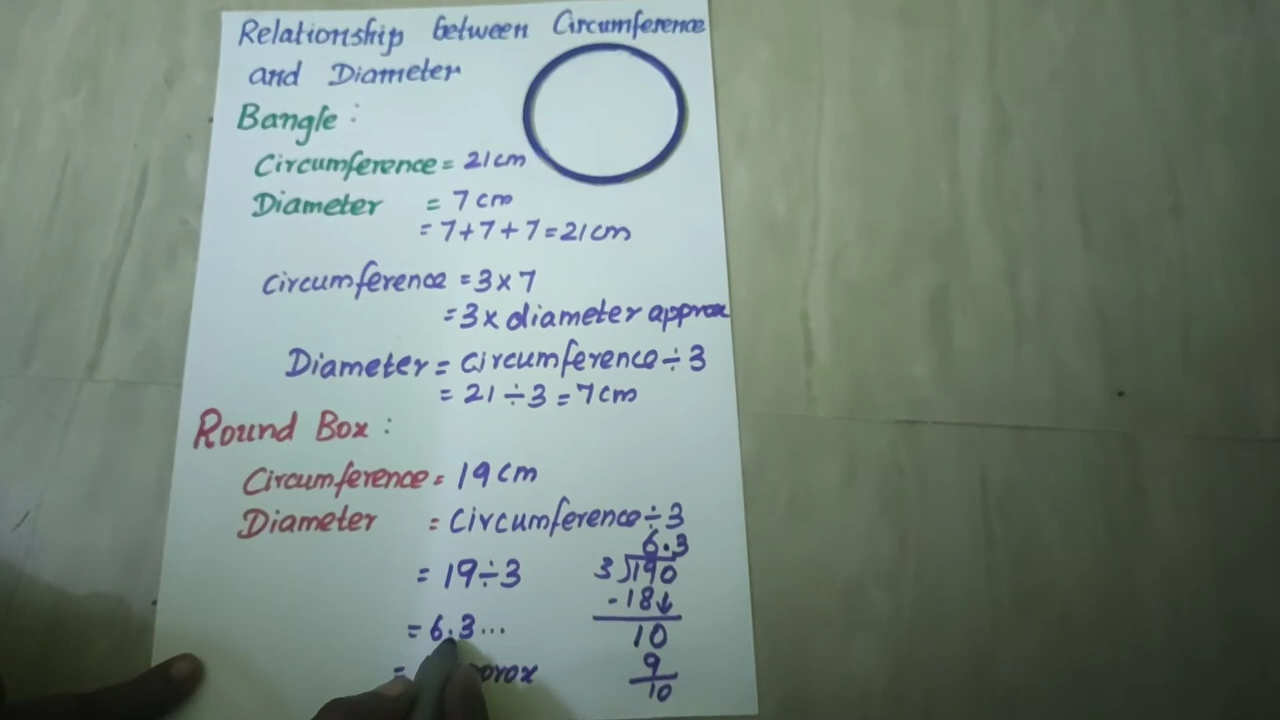 Relationship between Circumference
and Diameter
Bangle :
Circumference = 21cm
Diameter = 7 cm
= 7+7+7=21cm
Circumference = 3×7
= 3× diameter approx
Diameter = Circumference ÷ 3
= 21 ÷ 3 = 7cm
Round Box :
Circumference = 19 cm
Diameter = Circumference ÷ 3
= 19÷3
= 6.3...
=
6.3
3 )190
-18↓
10
9
10